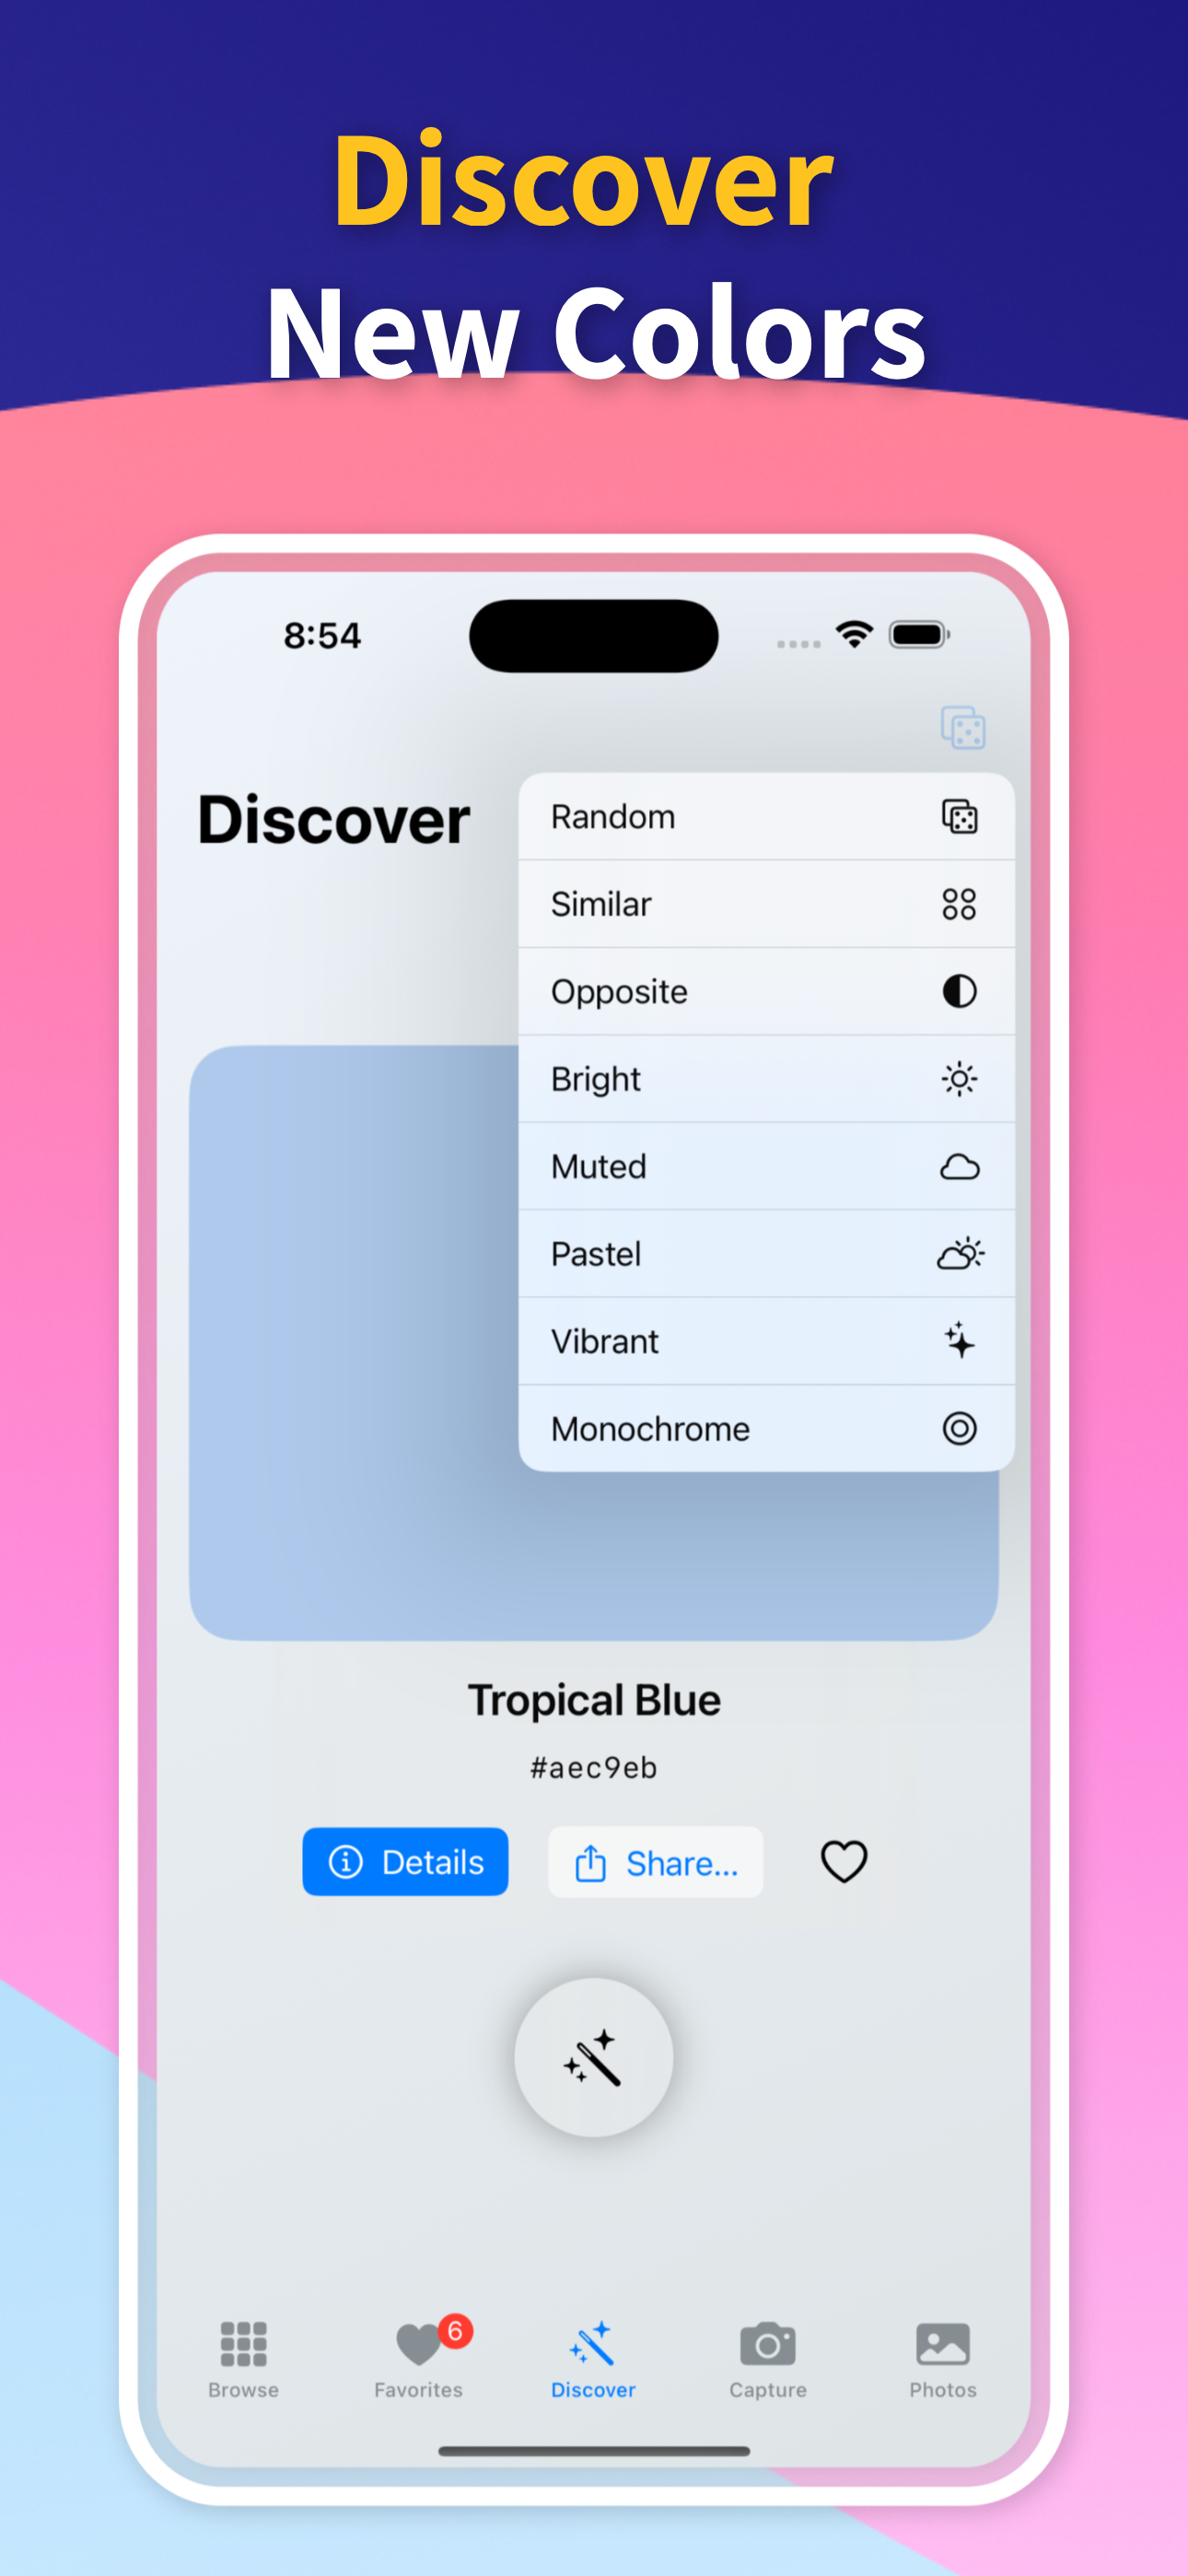 Discover
New Colors
8:54
Discover
Random
Similar
Opposite
Bright
Muted
Pastel
Vibrant
Monochrome
Tropical Blue
#aec9eb
Details
Share...
6
Browse
Favorites
Discover
Capture
Photos